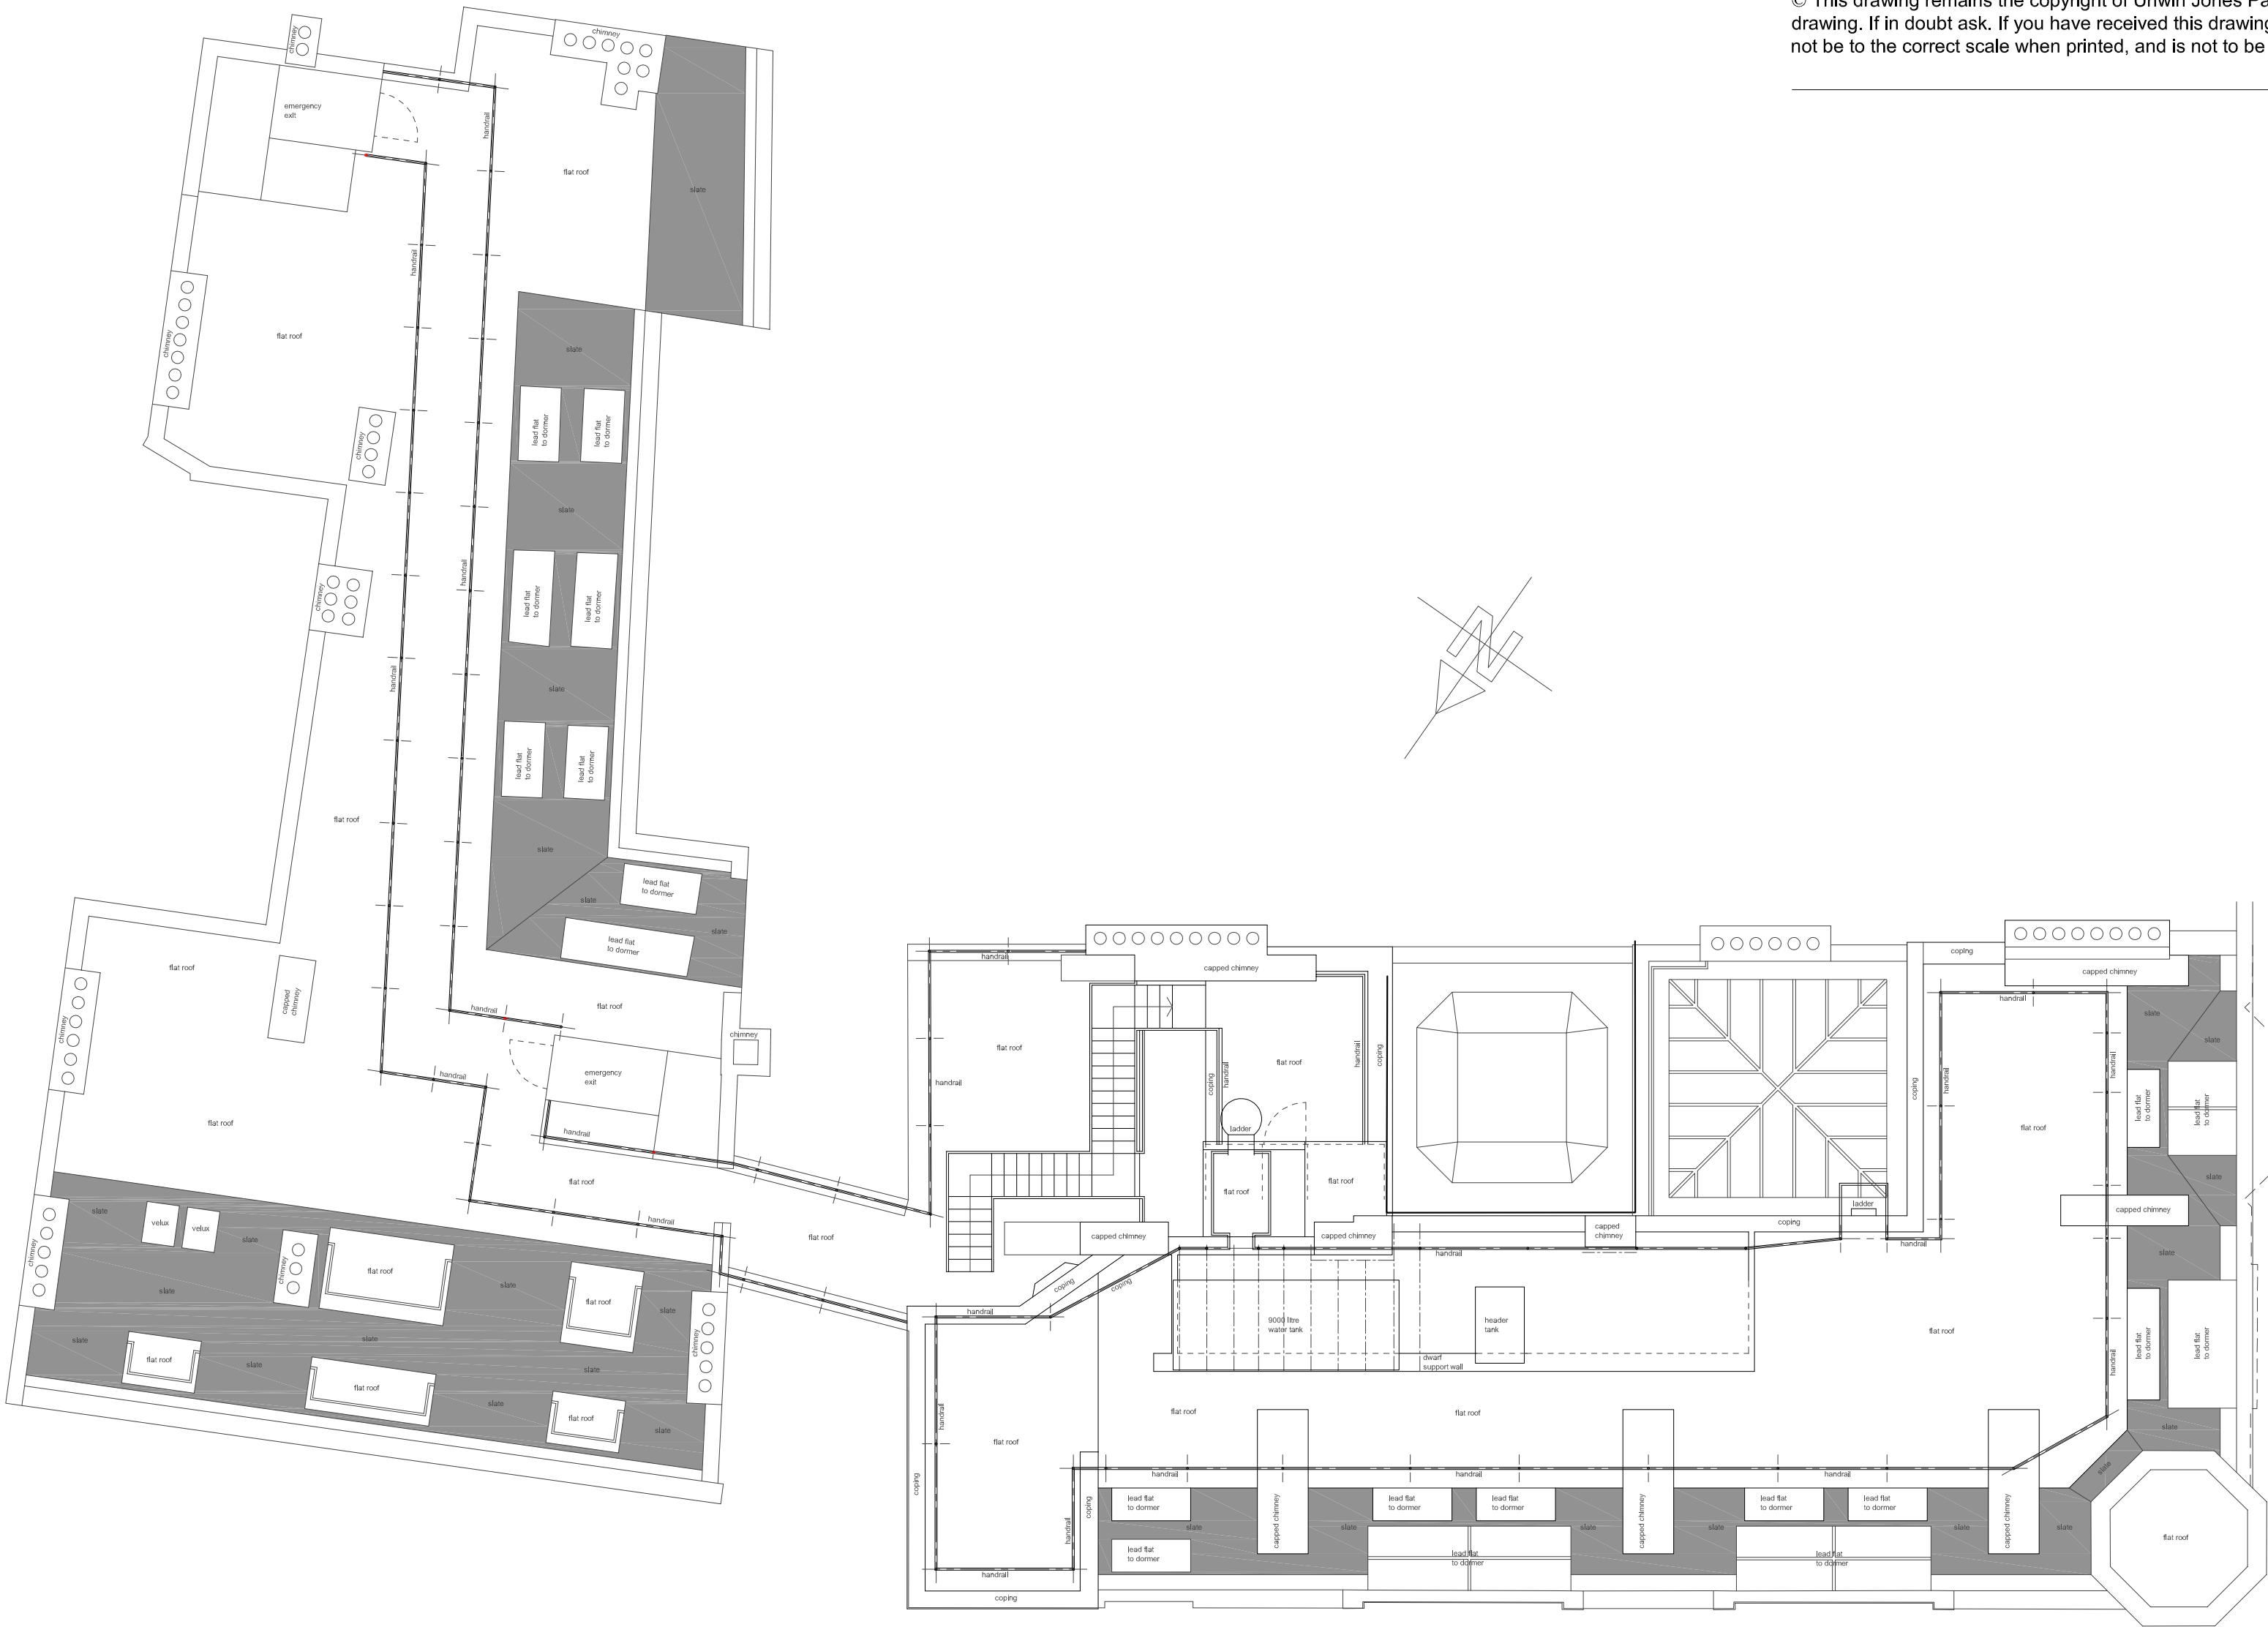 © This drawing remains the copyright of Unwin Jones Pa
drawing. If in doubt ask. If you have received this drawing
not be to the correct scale when printed, and is not to be
chimney
chimney
emergency
exit
handrail
flat roof
slate
handrail
flat roof
chimney
slate
lead flat
to dormer
lead flat
to dormer
chimney
slate
handrail
chimney
lead flat
to dormer
lead flat
to dormer
handrail
slate
N
lead flat
to dormer
lead flat
to dormer
flat roof
slate
lead flat
to dormer
slate
slate
lead flat
to dormer
flat roof
capped
chimney
flat roof
handrail
chimney
chimney
emergency
exit
handrail
flat roof
handrail
flat roof
handrail
flat roof
slate
velux
velux
slate
chimney
chimney
flat roof
slate
flat roof
slate
slate
slate
flat roof
slate
slate
slate
flat roof
slate
flat roof
slate
chimney
handrail
capped chimney
flat roof
handrail
coping
handrail
flat roof
handrail
coping
ladder
flat roof
flat roof
capped chimney
capped chimney
capped
chimney
coping
ladder
handrail
handrail
coping
handrail
coping
capped chimney
handrail
flat roof
handrail
slate
slate
lead flat
to dormer
lead flat
to dormer
slate
capped chimney
slate
lead flat
to dormer
lead flat
to dormer
handrail
slate
slate
flat roof
coping
coping
handrail
9000 litre
water tank
header
tank
dwarf
support wall
flat roof
flat roof
flat roof
handrail
flat roof
coping
handrail
coping
handrail
coping
handrail
handrail
handrail
lead flat
to dormer
lead flat
to dormer
slate
capped chimney
slate
lead flat
to dormer
lead flat
to dormer
lead flat
to dormer
slate
capped chimney
slate
lead flat
to dormer
lead flat
to dormer
lead flat
to dormer
slate
capped chimney
slate
flat roof